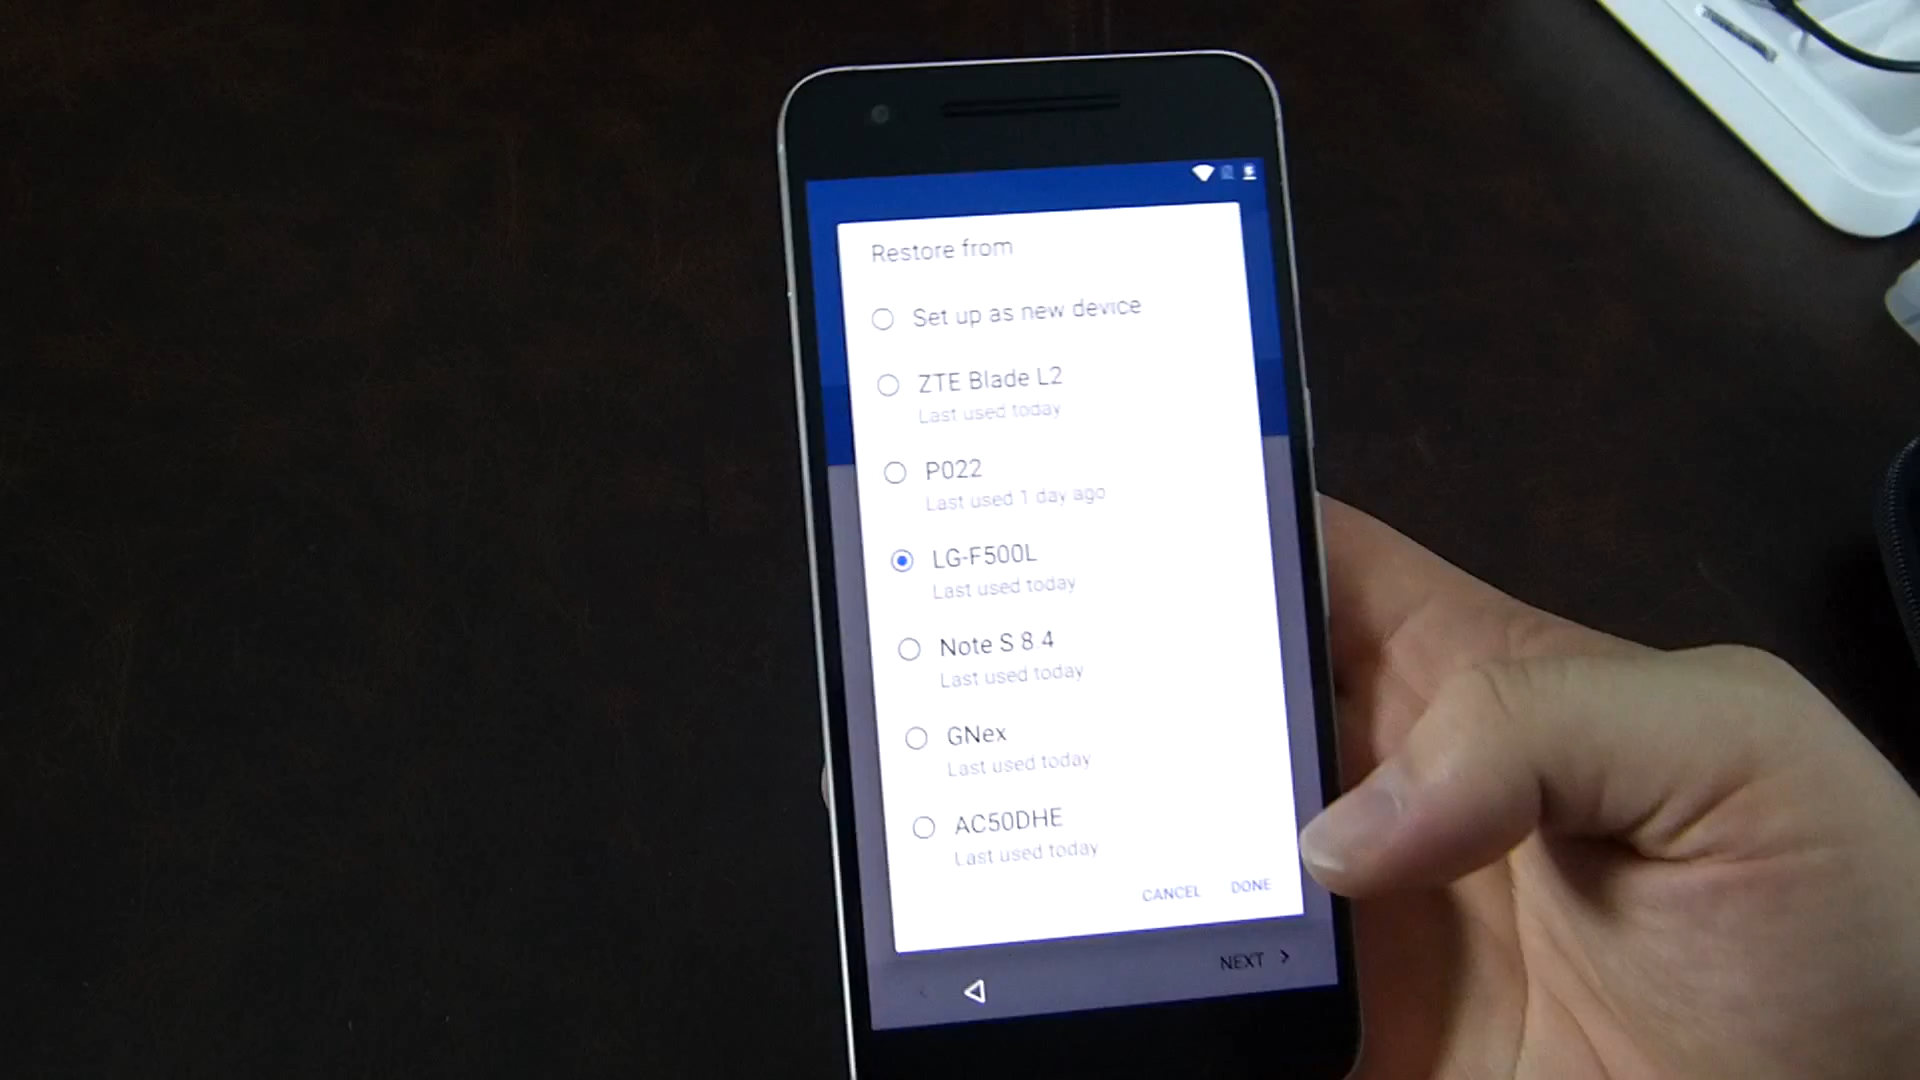 Restore from
Set up as new device
ZTE Blade L2
Last used today
P022
Last used 1 day ago
LG-F500L
Last used today
Note S 8.4
Last used today
GNex
Last used today
AC50DHE
Last used today
CANCEL DONE
NEXT